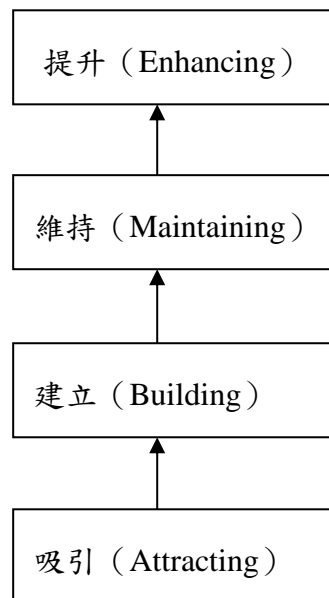 提升（Enhancing）
維持（Maintaining）
建立（Building）
吸引（Attracting）